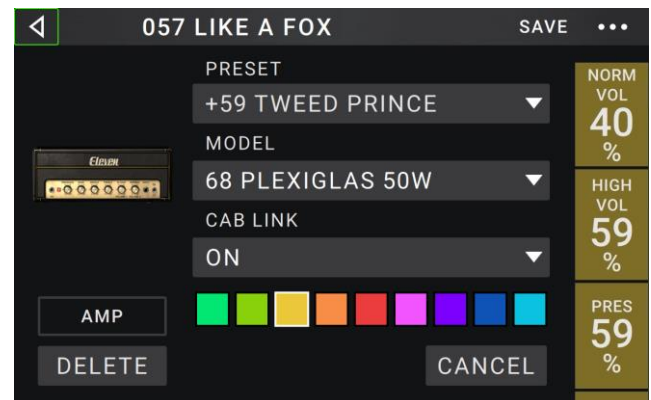 057 LIKE A FOX
SAVE
PRESET
+59 TWEED PRINCE
MODEL
68 PLEXIGLAS 50W
CAB LINK
ON
Eleven
AMP
DELETE
CANCEL
NORM
VOL
40
%
HIGH
VOL
59
%
PRES
59
%